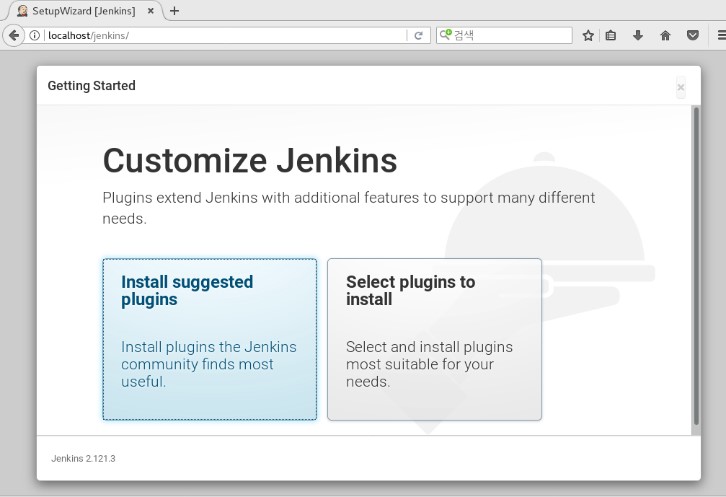 SetupWizard [Jenkins]
localhost/jenkins/
검색
Getting Started
Customize Jenkins
Plugins extend Jenkins with additional features to support many different
needs.
Install suggested
plugins
Install plugins the Jenkins
community finds most
useful.
Select plugins to
install
Select and install plugins
most suitable for your
needs.
Jenkins 2.121.3